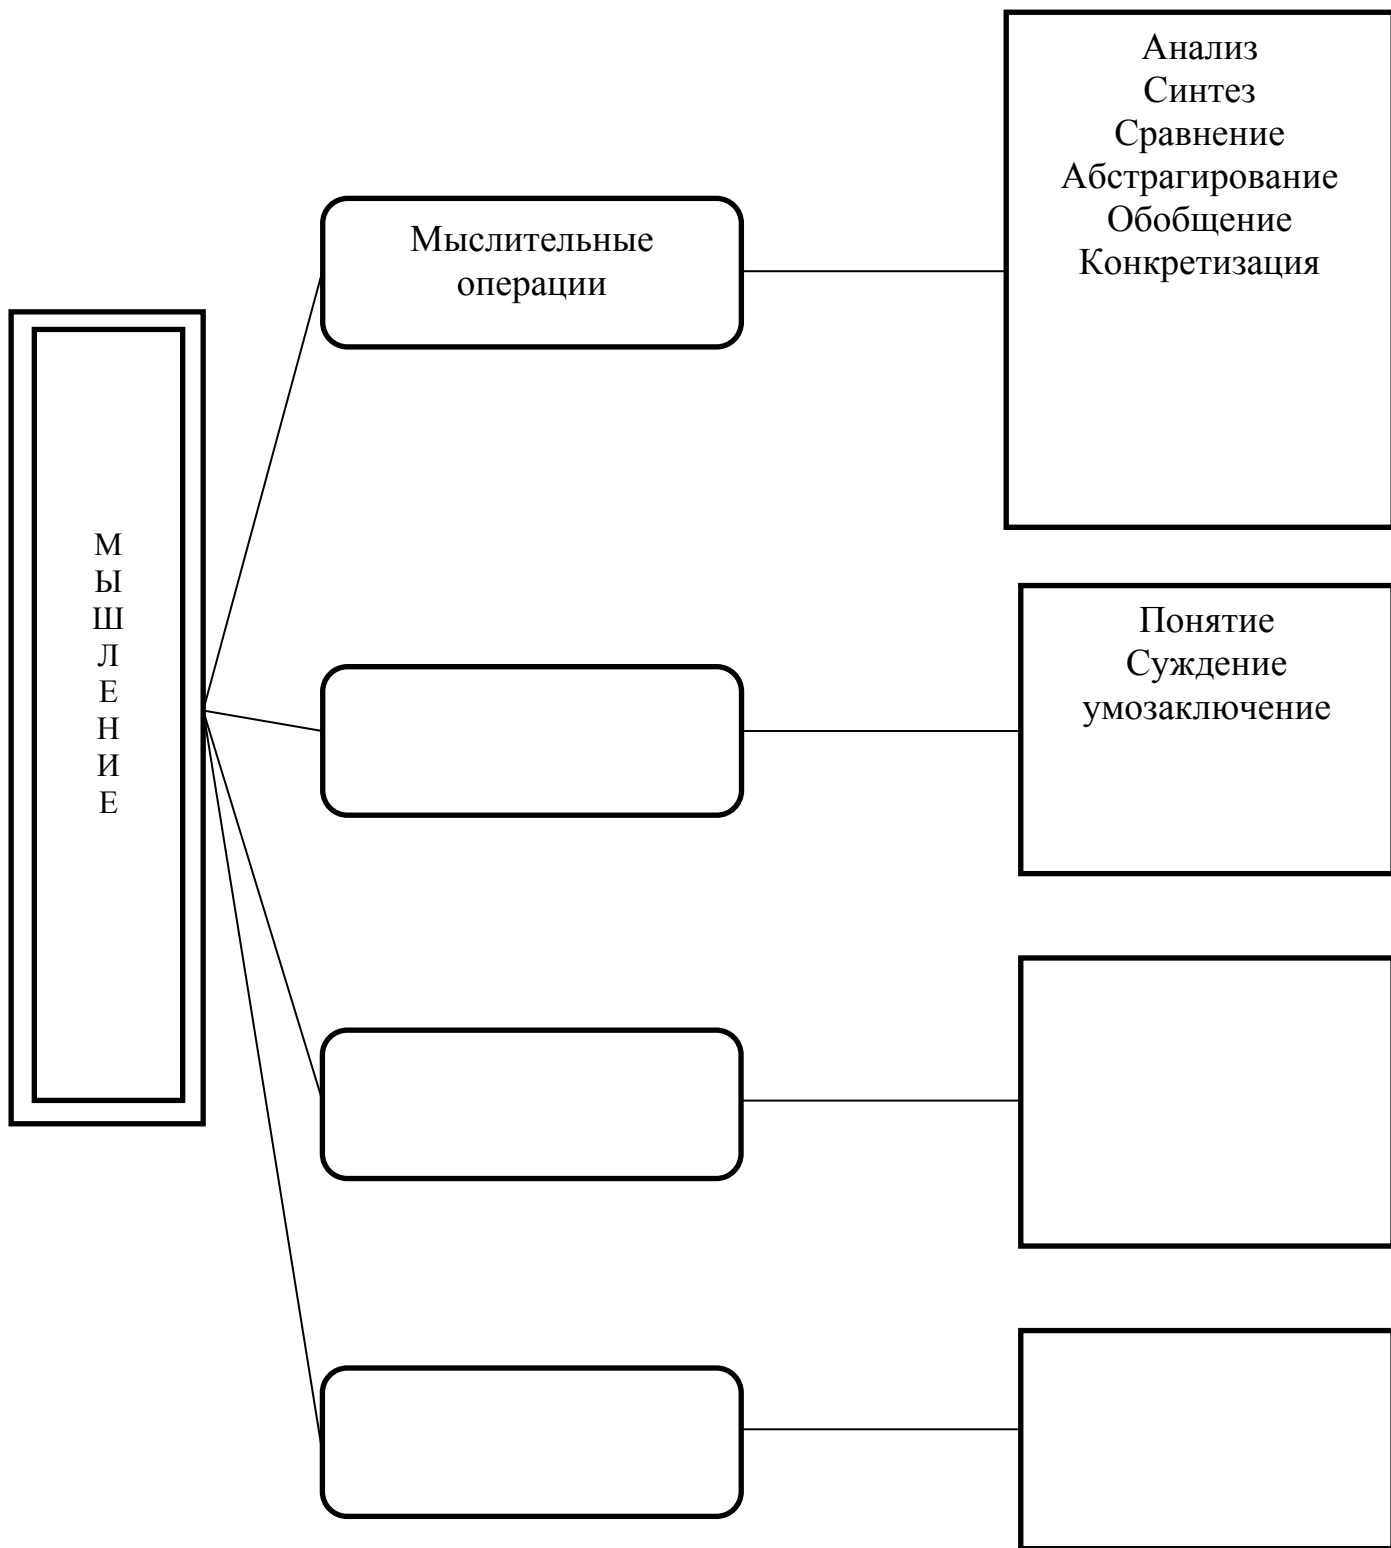 Анализ
Синтез
Сравнение
Абстрагирование
Обобщение
Конкретизация
Мыслительные
операции
М
Ы
Ш
Л
Е
Н
И
Е
Понятие
Суждение
умозаключение